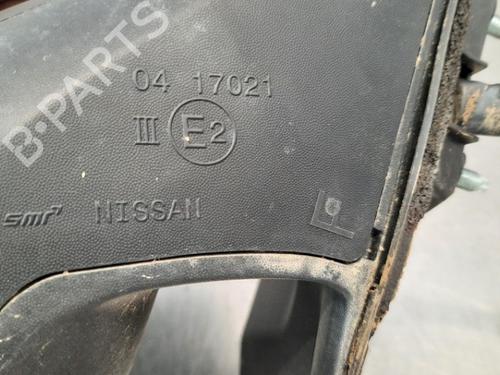 B-PARTS
04 17021
III E2
smr NISSAN
L